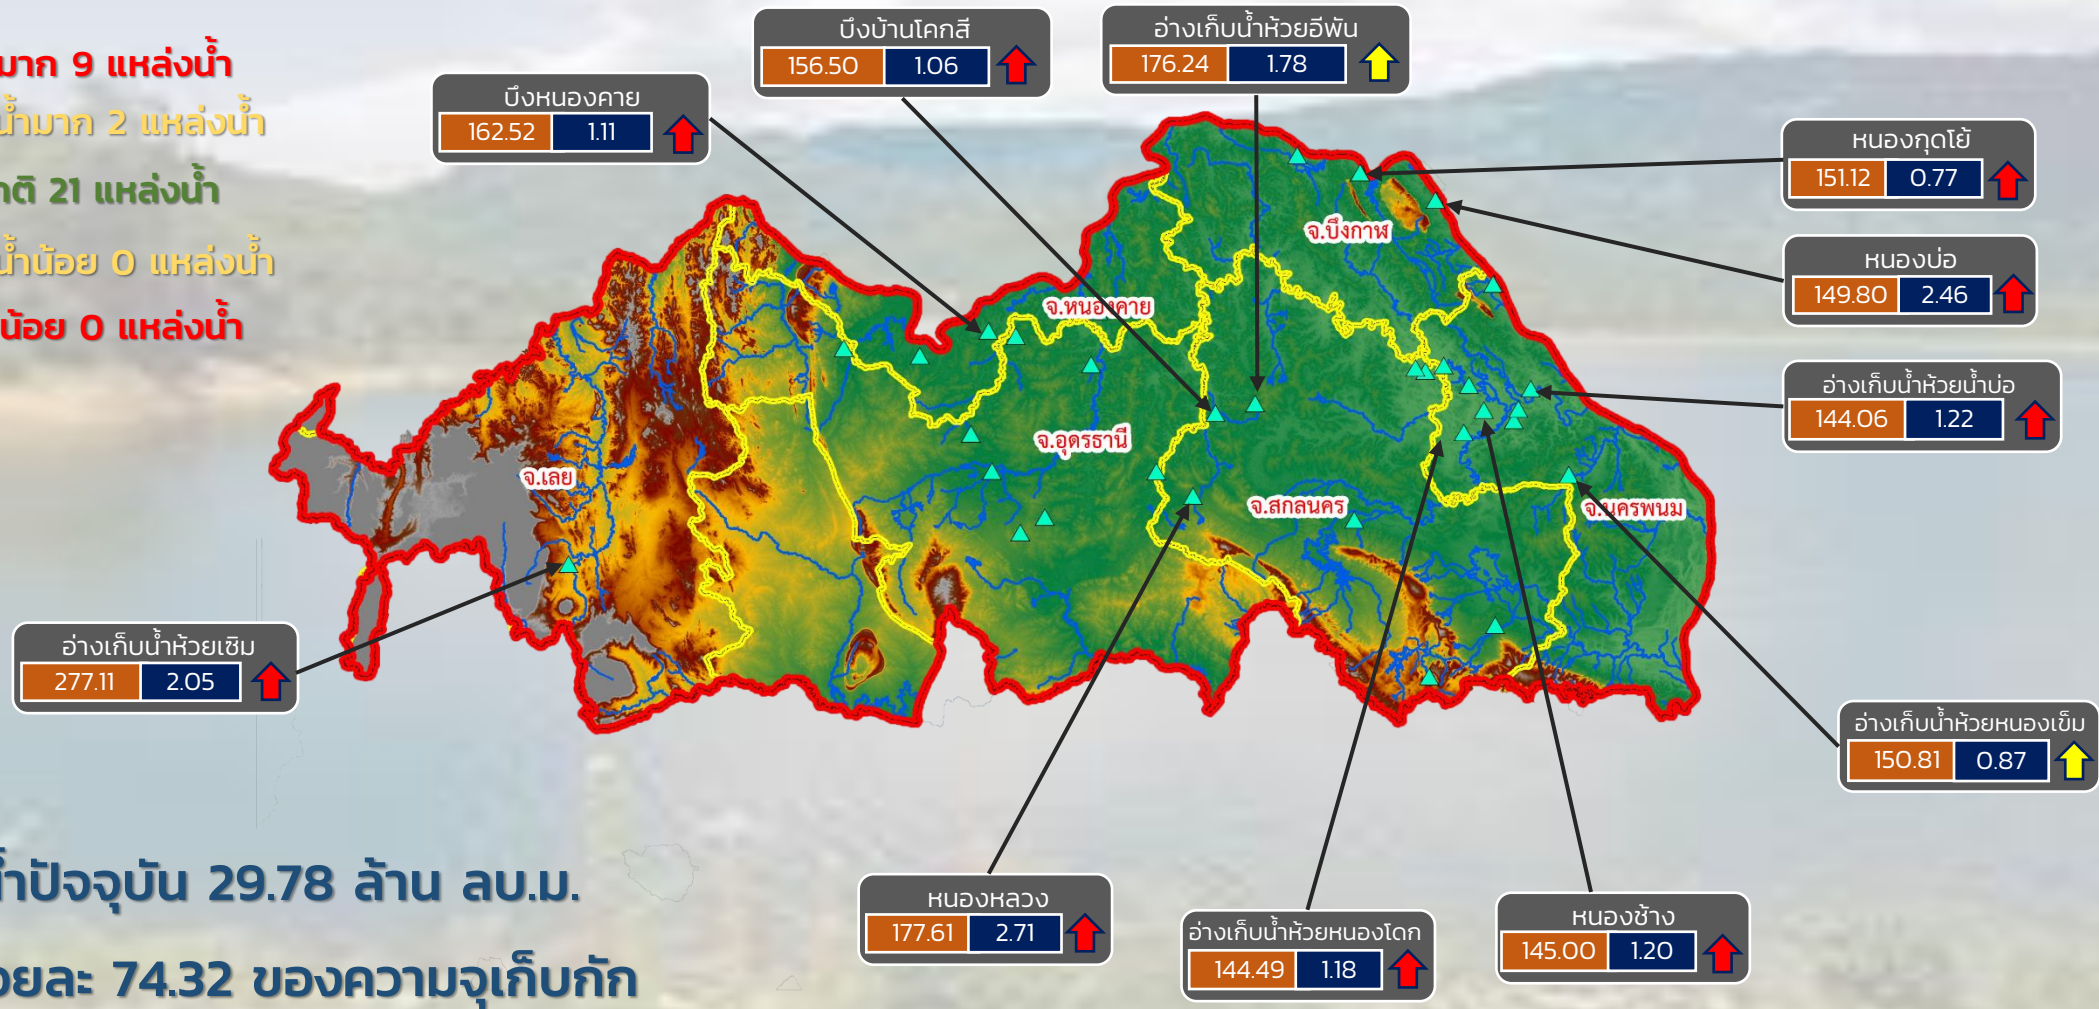 มาก 9 แหล่งน้ำ
น้ำมาก 2 แหล่งน้ำ
กติ 21 แหล่งน้ำ
น้ำน้อย 0 แหล่งน้ำ
น้อย 0 แหล่งน้ำ
บึงหนองคาย
162.52 1.11
บึงบ้านโคกสี
156.50 1.06
อ่างเก็บน้ำห้วยอีพัน
176.24 1.78
หนองกุดโย้
151.12 0.77
หนองบ่อ
149.80 2.46
อ่างเก็บน้ำห้วยน้ำบ่อ
144.06 1.22
จ.บึงกาฬ
จ.หนองคาย
จ.อุดรธานี
จ.เลย
จ.สกลนคร
จ.นครพนม
อ่างเก็บน้ำห้วยเซิม
277.11 2.05
อ่างเก็บน้ำห้วยหนองเข็ม
150.81 0.87
หนองหลวง
177.61 2.71
อ่างเก็บน้ำห้วยหนองโดก
144.49 1.18
หนองช้าง
145.00 1.20
น้ำปัจจุบัน 29.78 ล้าน ลบ.ม.
อยละ 74.32 ของความจุเก็บกัก